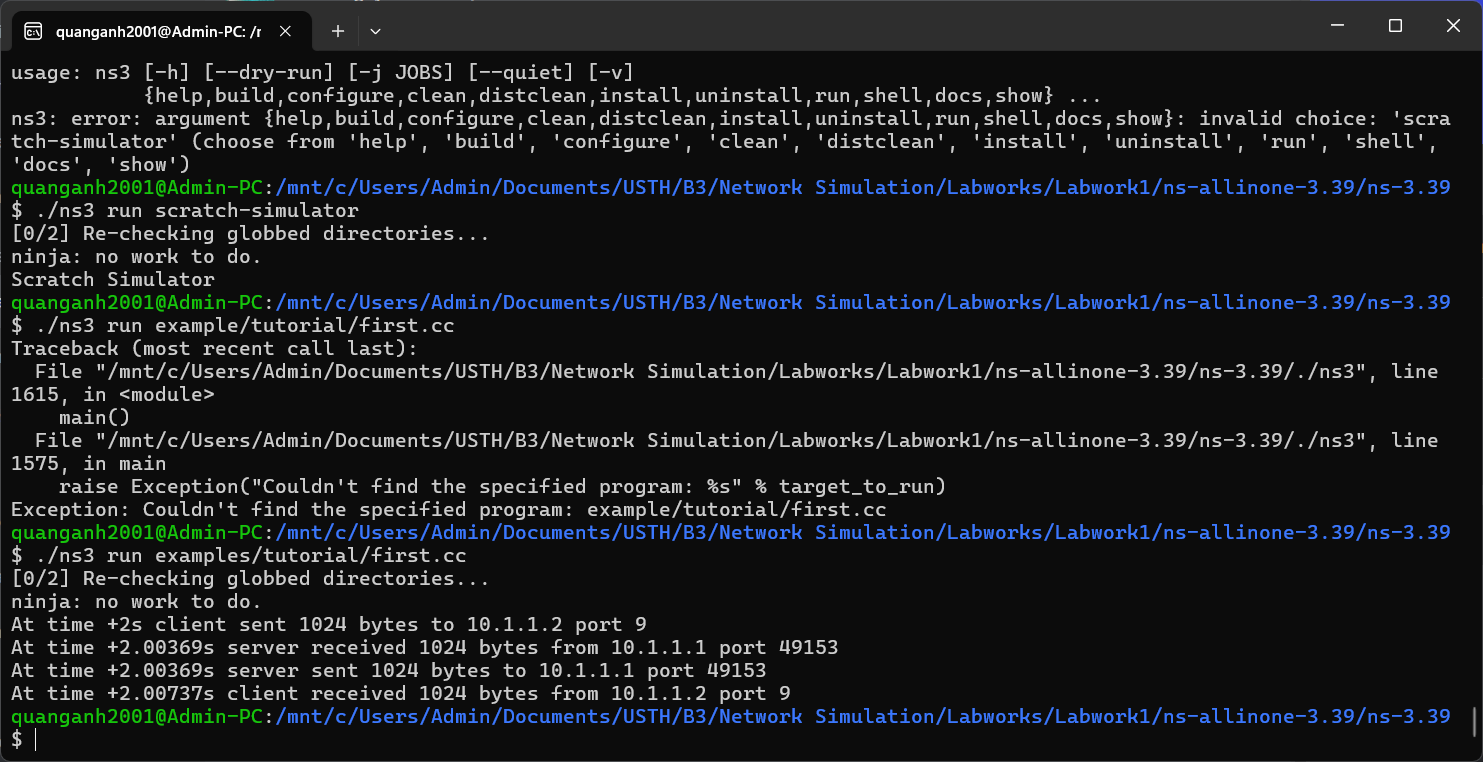 quanganh2001@Admin-PC: /r
usage: ns3 [-h] [--dry-run] [-j JOBS] [--quiet] [-v]
{help,build,configure,clean,distclean,install,uninstall,run,shell,docs,show} ...
ns3: error: argument {help,build,configure,clean,distclean,install,uninstall,run,shell,docs,show}: invalid choice: 'scra
tch-simulator' (choose from 'help', 'build', 'configure', 'clean', 'distclean', 'install', 'uninstall', 'run', 'shell',
'docs', 'show')
quanganh2001@Admin-PC:/mnt/c/Users/Admin/Documents/USTH/B3/Network Simulation/Labworks/Labwork1/ns-allinone-3.39/ns-3.39
$ ./ns3 run scratch-simulator
[0/2] Re-checking globbed directories...
ninja: no work to do.
Scratch Simulator
quanganh2001@Admin-PC:/mnt/c/Users/Admin/Documents/USTH/B3/Network Simulation/Labworks/Labwork1/ns-allinone-3.39/ns-3.39
$ ./ns3 run example/tutorial/first.cc
Traceback (most recent call last):
File "/mnt/c/Users/Admin/Documents/USTH/B3/Network Simulation/Labworks/Labwork1/ns-allinone-3.39/ns-3.39/./ns3", line
1615, in <module>
main()
File "/mnt/c/Users/Admin/Documents/USTH/B3/Network Simulation/Labworks/Labwork1/ns-allinone-3.39/ns-3.39/./ns3", line
1575, in main
raise Exception("Couldn't find the specified program: %s" % target_to_run)
Exception: Couldn't find the specified program: example/tutorial/first.cc
quanganh2001@Admin-PC:/mnt/c/Users/Admin/Documents/USTH/B3/Network Simulation/Labworks/Labwork1/ns-allinone-3.39/ns-3.39
$ ./ns3 run examples/tutorial/first.cc
[0/2] Re-checking globbed directories...
ninja: no work to do.
At time +2s client sent 1024 bytes to 10.1.1.2 port 9
At time +2.00369s server received 1024 bytes from 10.1.1.1 port 49153
At time +2.00369s server sent 1024 bytes to 10.1.1.1 port 49153
At time +2.00737s client received 1024 bytes from 10.1.1.2 port 9
quanganh2001@Admin-PC:/mnt/c/Users/Admin/Documents/USTH/B3/Network Simulation/Labworks/Labwork1/ns-allinone-3.39/ns-3.39
$